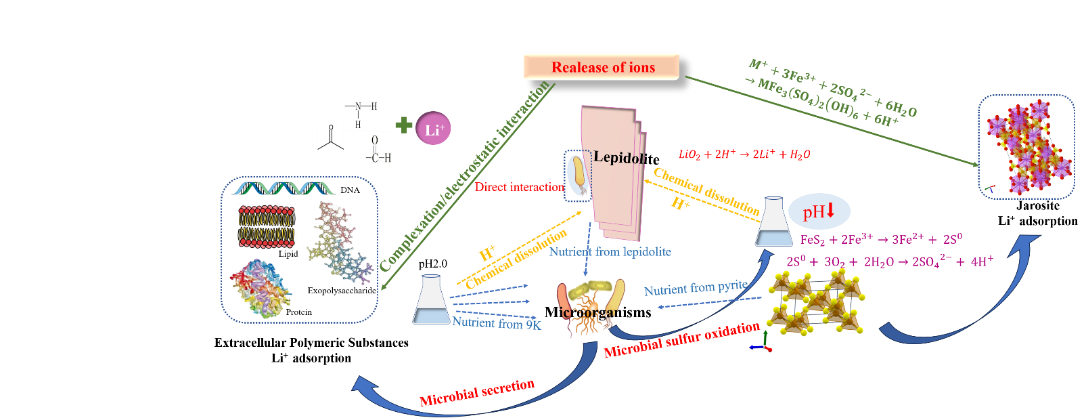 Realease of ions
M⁺ + 3Fe³⁺ + 2SO₄²⁻ + 6H₂O
→ MFe₃(SO₄)₂(OH)₆ + 6H⁺
—N—H
H
O
C—H
Li⁺
Complexation/electrostatic interaction
Lepidolite
LiO₂ + 2H⁺ → 2Li⁺ + H₂O
Direct interaction
Chemical dissolution
H⁺
pH↓
Jarosite
Li⁺ adsorption
DNA
Lipid
Exopolysaccharide
Protein
Extracellular Polymeric Substances
Li⁺ adsorption
pH2.0
H⁺
Chemical dissolution
Nutrient from lepidolite
FeS₂ + 2Fe³⁺ → 3Fe²⁺ + 2S⁰
2S⁰ + 3O₂ + 2H₂O → 2SO₄²⁻ + 4H⁺
Nutrient from pyrite
Nutrient from 9K
Microorganisms
Microbial sulfur oxidation
Microbial secretion